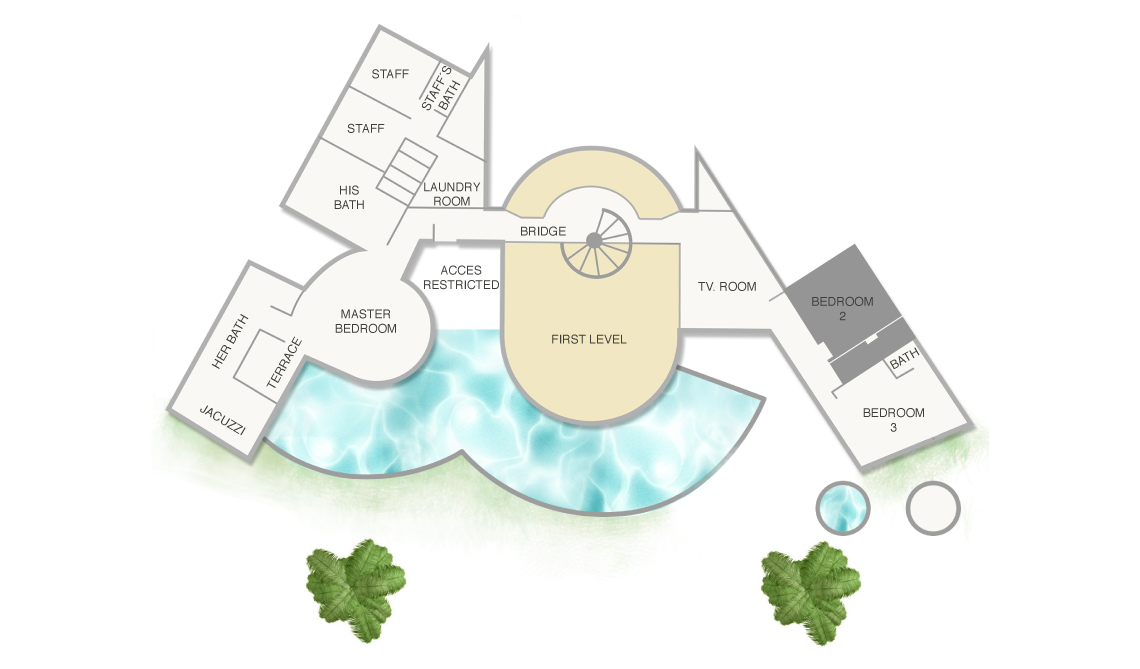 STAFF
STAFF'S
BATH
STAFF
HIS
BATH
LAUNDRY
ROOM
BRIDGE
ACCES
RESTRICTED
TV. ROOM
BEDROOM
2
MASTER
BEDROOM
HER BATH
TERRACE
FIRST LEVEL
BATH
JACUZZI
BEDROOM
3